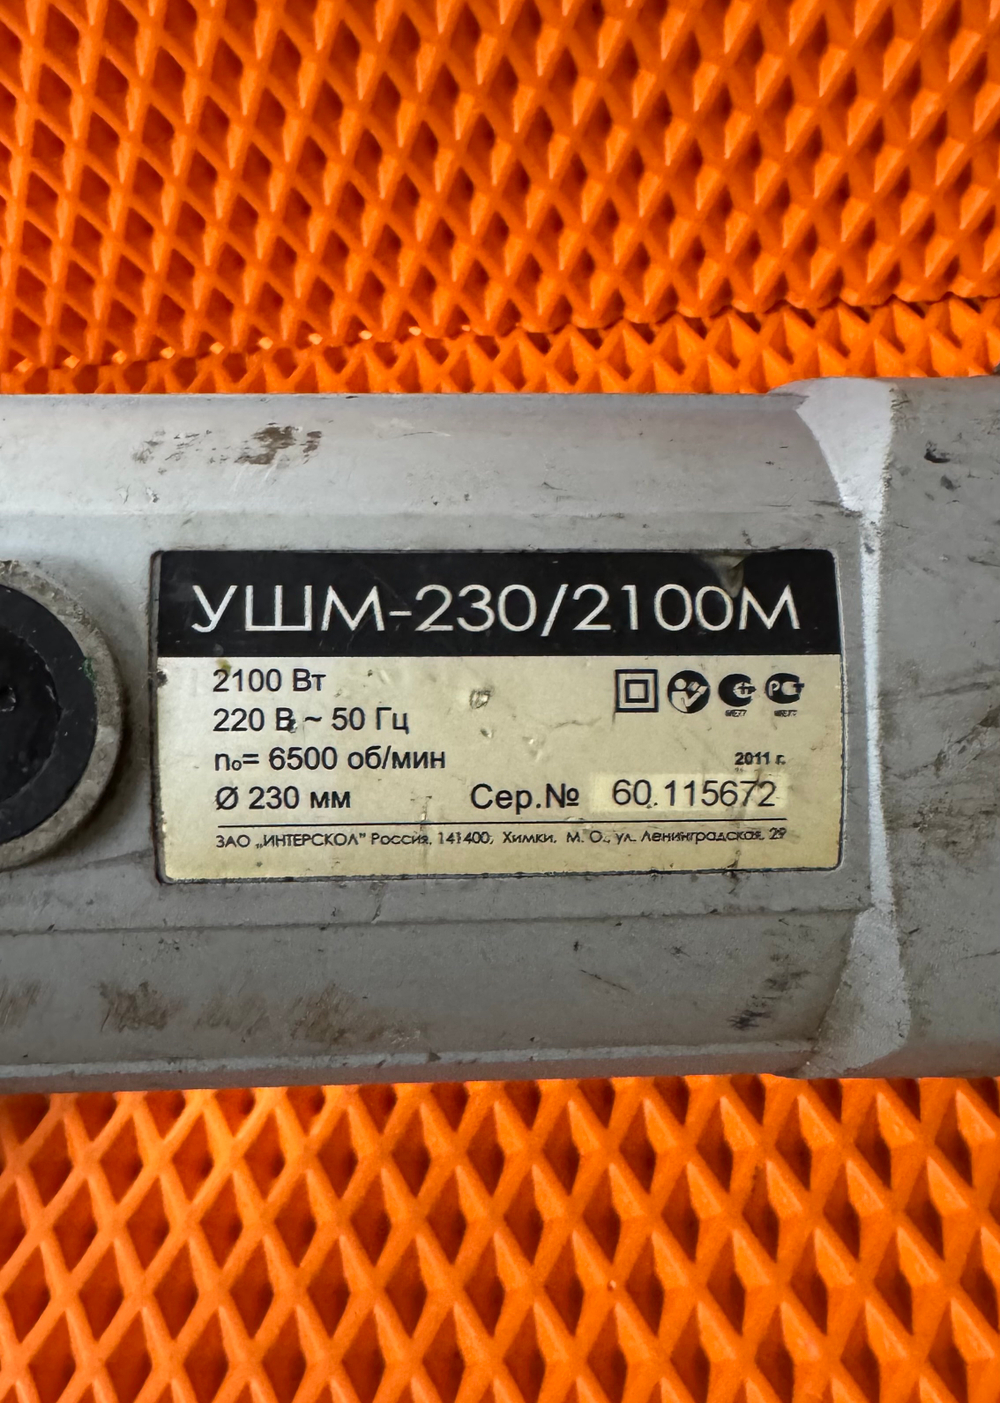 УШМ-230/2100М
2100 Вт
220 В ~ 50 Гц
n₀= 6500 об/мин
2011 г.
Ø 230 мм Сер.№ 60.115672
ЗАО „ИНТЕРСКОЛ" Россия, 141400, Химки, М. О., ул. Ленинградская, 29